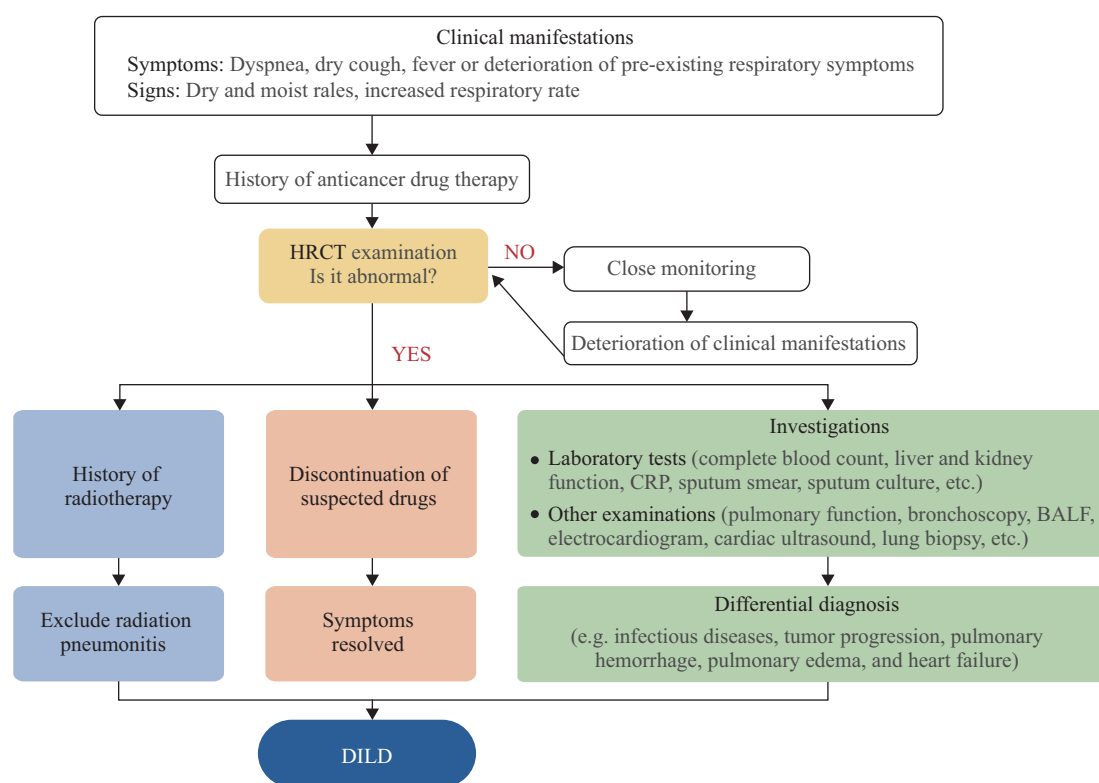 Clinical manifestations
Symptoms: Dyspnea, dry cough, fever or deterioration of pre-existing respiratory symptoms
Signs: Dry and moist rales, increased respiratory rate
History of anticancer drug therapy
HRCT examination
Is it abnormal?
NO
Close monitoring
Deterioration of clinical manifestations
YES
History of
radiotherapy
Discontinuation of
suspected drugs
Investigations
• Laboratory tests (complete blood count, liver and kidney
function, CRP, sputum smear, sputum culture, etc.)
• Other examinations (pulmonary function, bronchoscopy, BALF,
electrocardiogram, cardiac ultrasound, lung biopsy, etc.)
Exclude radiation
pneumonitis
Symptoms
resolved
Differential diagnosis
(e.g. infectious diseases, tumor progression, pulmonary
hemorrhage, pulmonary edema, and heart failure)
DILD